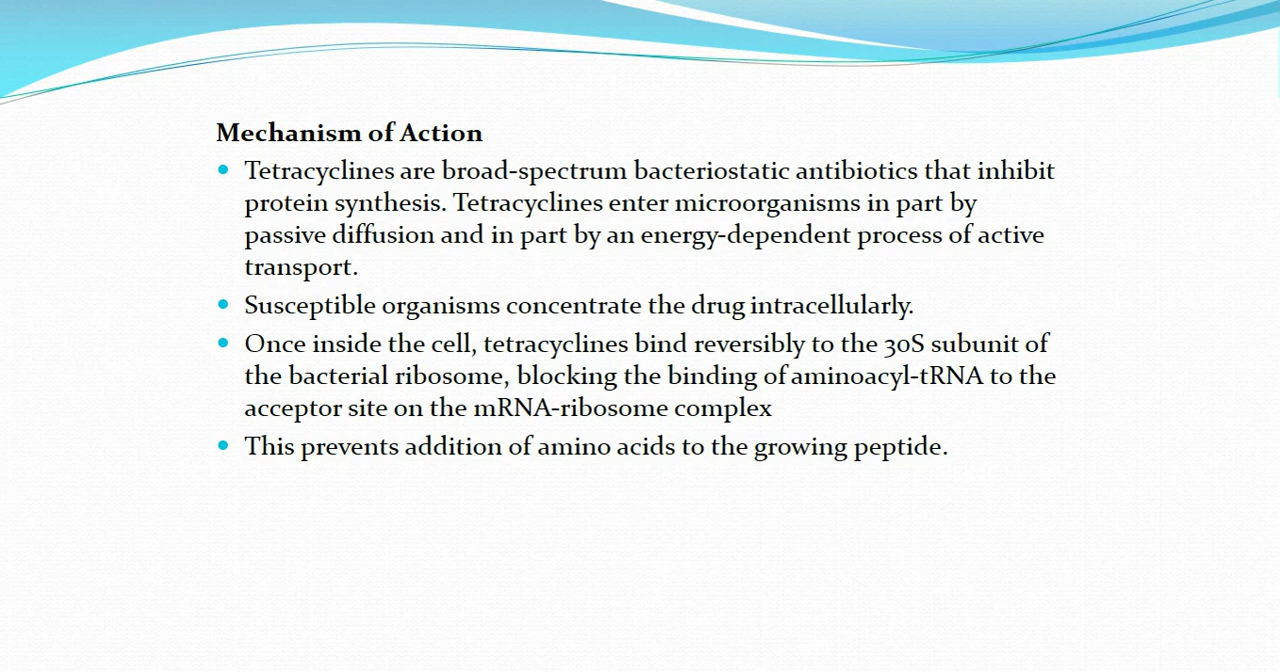 Mechanism of Action
Tetracyclines are broad-spectrum bacteriostatic antibiotics that inhibit
protein synthesis. Tetracyclines enter microorganisms in part by
passive diffusion and in part by an energy-dependent process of active
transport.
Susceptible organisms concentrate the drug intracellularly.
Once inside the cell, tetracyclines bind reversibly to the 30S subunit of
the bacterial ribosome, blocking the binding of aminoacyl-tRNA to the
acceptor site on the mRNA-ribosome complex
This prevents addition of amino acids to the growing peptide.